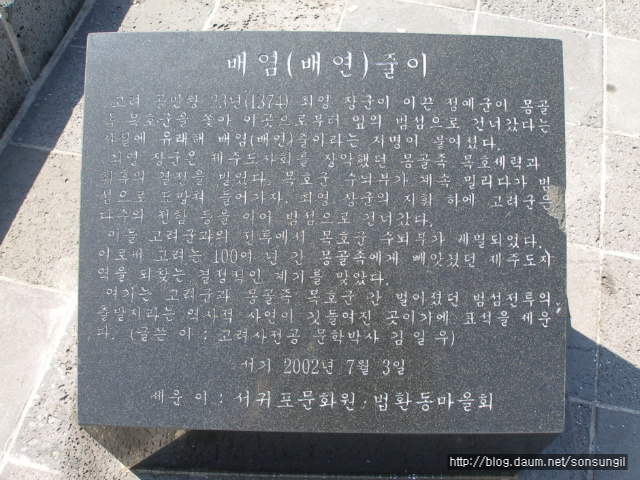 배염(배연)줄이
고려 공민왕 23년(1374) 최영 장군이 이끈 정예군이 몽골
족 목호군을 쫓아 이곳으로부터 앞의 범섬으로 건너갔다는
사실에 유래해 배염(배연)줄이라는 지명이 붙여졌다.
최영 장군은 제주도사회를 장악했던 몽골족 목호세력과
최후의 결전을 벌였다. 목호군 수뇌부가 계속 밀리다가 범
섬으로 도망쳐 들어가자, 최영 장군의 지휘 하에 고려군은
다수의 전함 등을 이어 범섬으로 건너갔다.
이들 고려군과의 전투에서 목호군 수뇌부가 궤멸되었다.
이로써 고려는 100여 년 간 몽골족에게 빼앗겼던 제주도지
역을 되찾는 결정적인 계기를 맞았다.
여기는 고려군과 몽골족 목호군 간 벌어졌던 범섬전투의
출발지라는 역사적 사연이 깃들여진 곳이기에 표석을 세운
다. (글쓴 이 : 고려사전공 문학박사 김일우)
서기 2002년 7월 3일
세운 이 : 서귀포문화원·법환동마을회
http://blog.daum.net/sonsungil